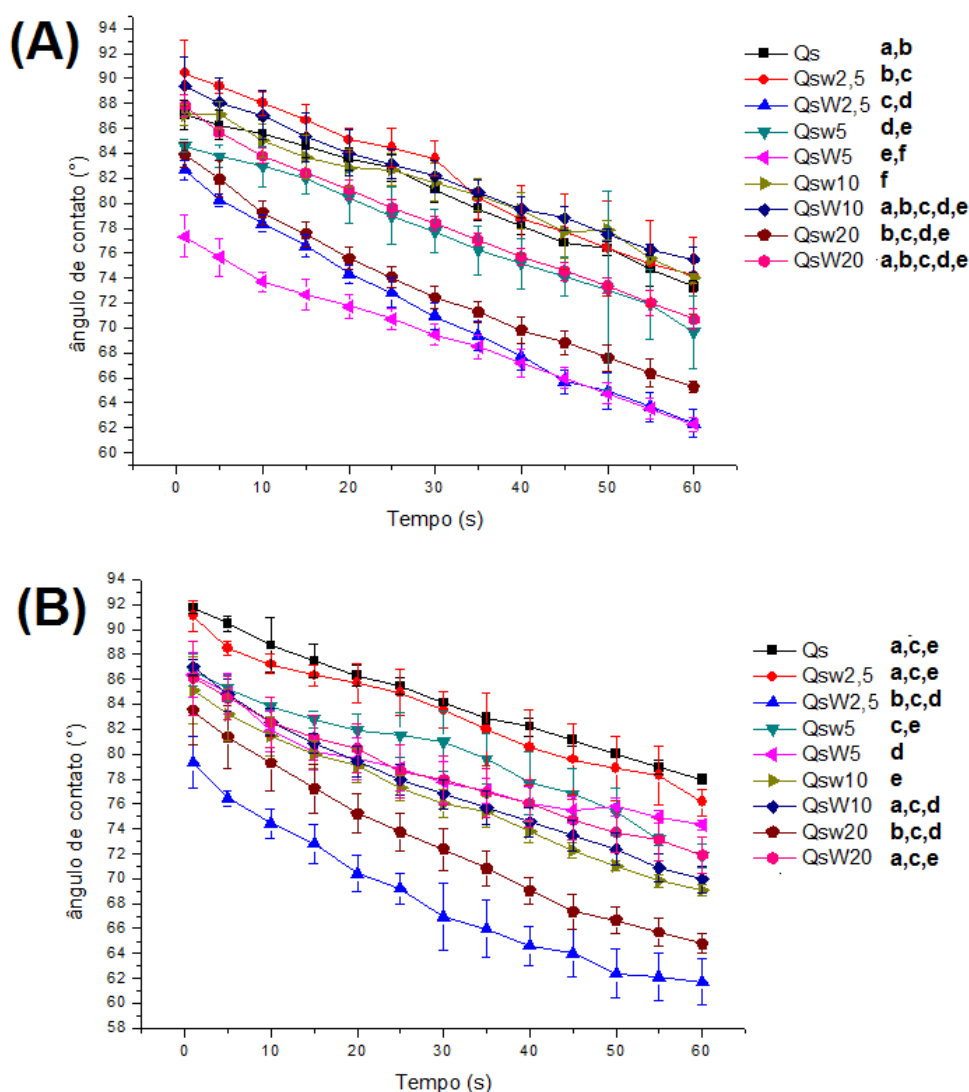 (A)
94
92
90
88
86
84
82
80
78
76
74
72
70
68
66
64
62
60
ângulo de contato (°)
0 10 20 30 40 50 60
Tempo (s)
Qs a,b
Qsw2,5 b,c
QsW2,5 c,d
Qsw5 d,e
QsW5 e,f
Qsw10 f
QsW10 a,b,c,d,e
Qsw20 b,c,d,e
QsW20 a,b,c,d,e
(B)
94
92
90
88
86
84
82
80
78
76
74
72
70
68
66
64
62
60
58
ângulo de contato (°)
0 10 20 30 40 50 60
Tempo (s)
Qs a,c,e
Qsw2,5 a,c,e
QsW2,5 b,c,d
Qsw5 c,e
QsW5 d
Qsw10 e
QsW10 a,c,d
Qsw20 b,c,d
QsW20 a,c,e